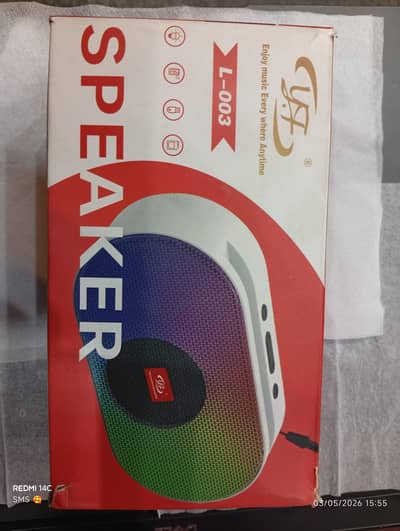 Y.F
®
Enjoy music Every where Anytime
L-003
SPEAKER
REDMI 14C
SMS 🥰
03/05/2026 15:55